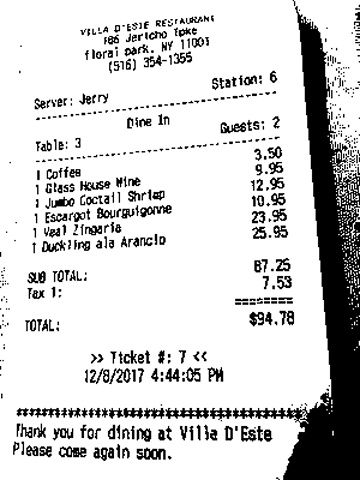 VILLA D'ESTE RESTAURANT
186 Jericho Tpke
floral park, NY 11001
(516) 354-1355
Server: Jerry Station: 6
Dine In
Table: 3 Guests: 2
1 Coffee 3.50
1 Glass House Wine 9.95
1 Jumbo Coctail Shrimp 12.95
1 Escargot Bourguigonne 10.95
1 Veal Zingaria 23.95
1 Duckling ala Arancio 25.95
SUB TOTAL: 87.25
Tax 1: 7.53
========
TOTAL: $94.78
>> Ticket #: 7 <<
12/8/2017 4:44:05 PM
Thank you for dining at Villa D'Este
Please come again soon.